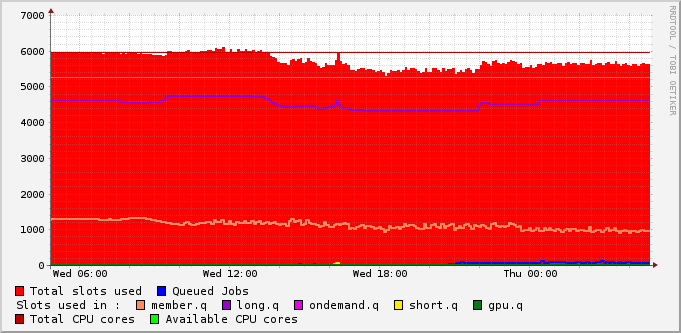 7000
6000
5000
4000
3000
2000
1000
0
Wed 06:00 Wed 12:00 Wed 18:00 Thu 00:00
RRDTOOL / TOBI OETIKER
Total slots used Queued Jobs
Slots used in : member.q long.q ondemand.q short.q gpu.q
Total CPU cores Available CPU cores